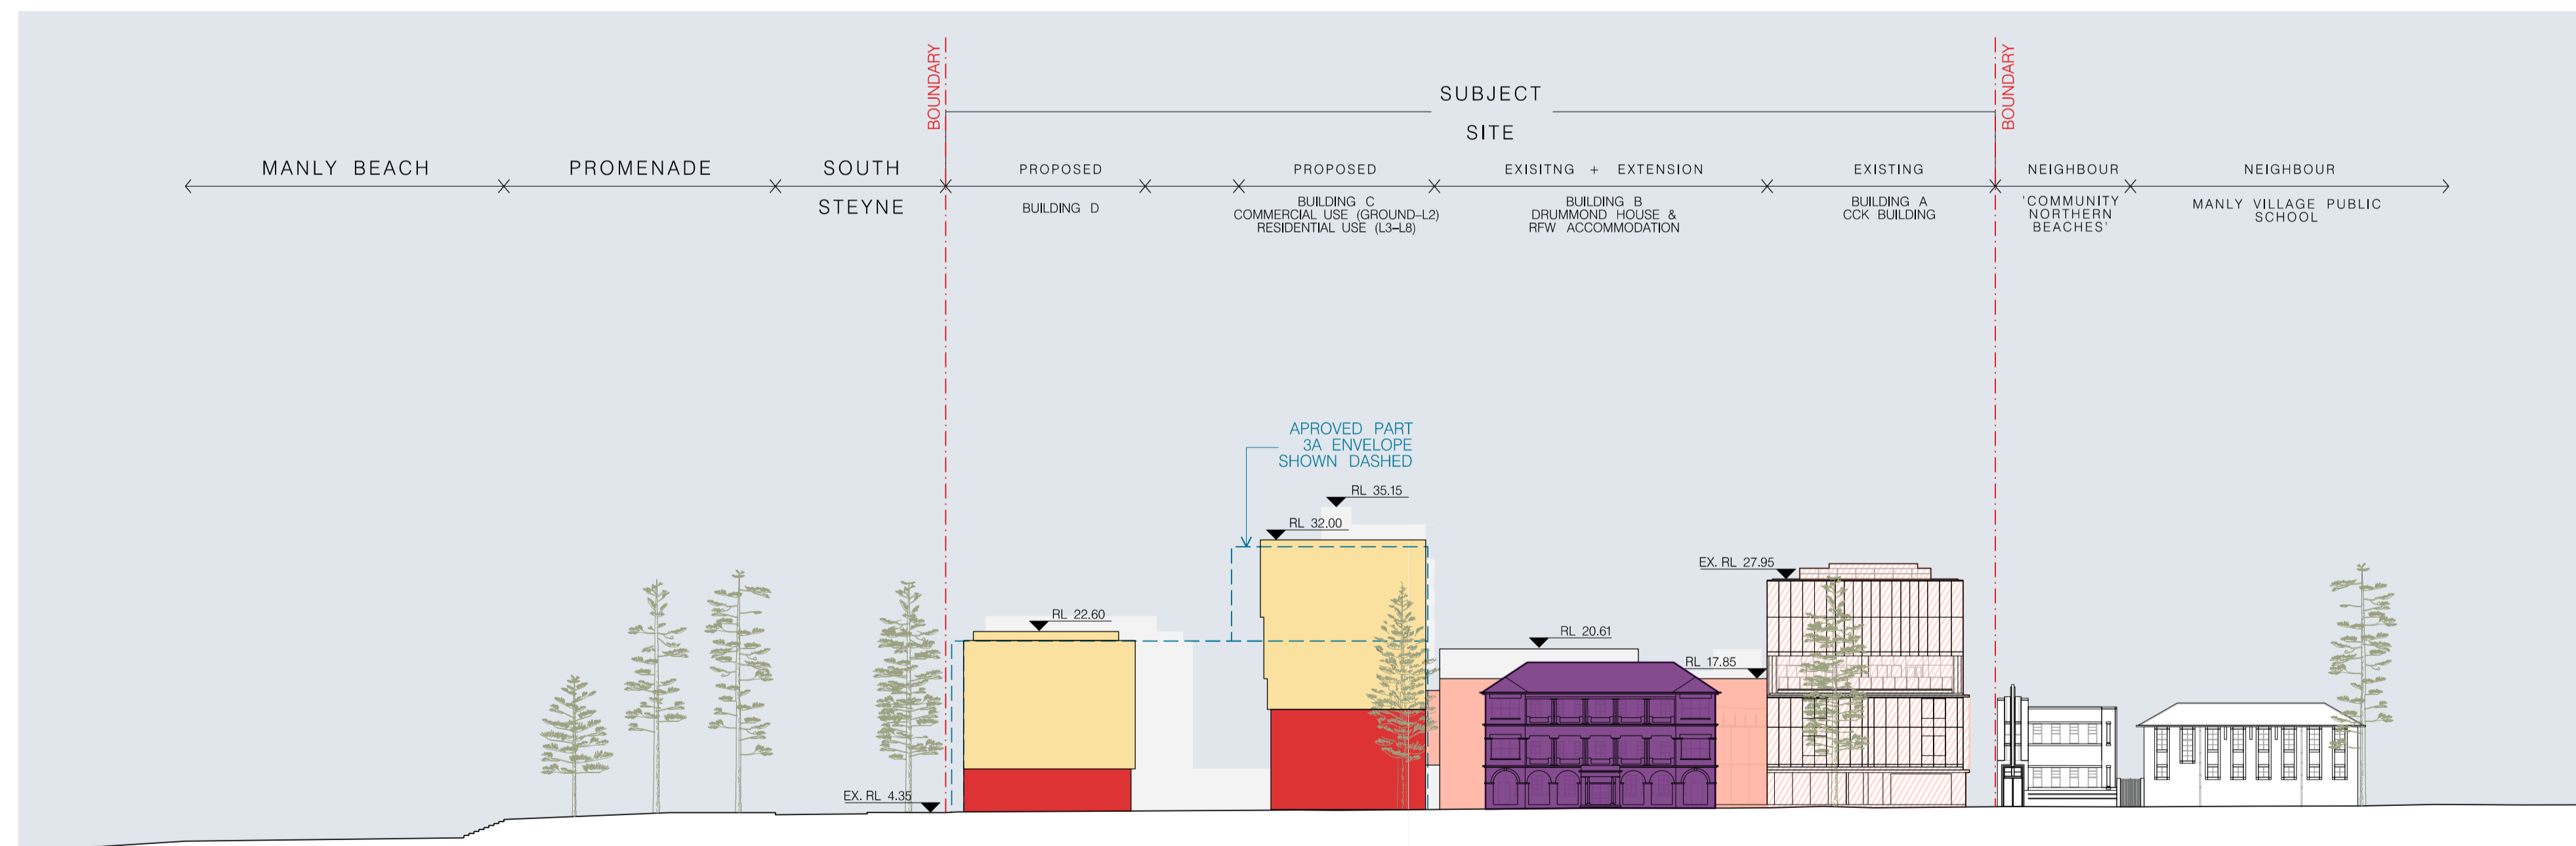 BOUNDARY
BOUNDARY
SUBJECT
SITE
MANLY BEACH
PROMENADE
SOUTH
STEYNE
PROPOSED
BUILDING D
PROPOSED
BUILDING C
COMMERCIAL USE (GROUND–L2)
RESIDENTIAL USE (L3–L8)
EXISITNG + EXTENSION
BUILDING B
DRUMMOND HOUSE &
RFW ACCOMMODATION
EXISTING
BUILDING A
CCK BUILDING
NEIGHBOUR
'COMMUNITY
NORTHERN
BEACHES'
NEIGHBOUR
MANLY VILLAGE PUBLIC
SCHOOL
APROVED PART
3A ENVELOPE
SHOWN DASHED
RL 35.15
RL 32.00
EX. RL 27.95
RL 22.60
RL 20.61
RL 17.85
EX. RL 4.35